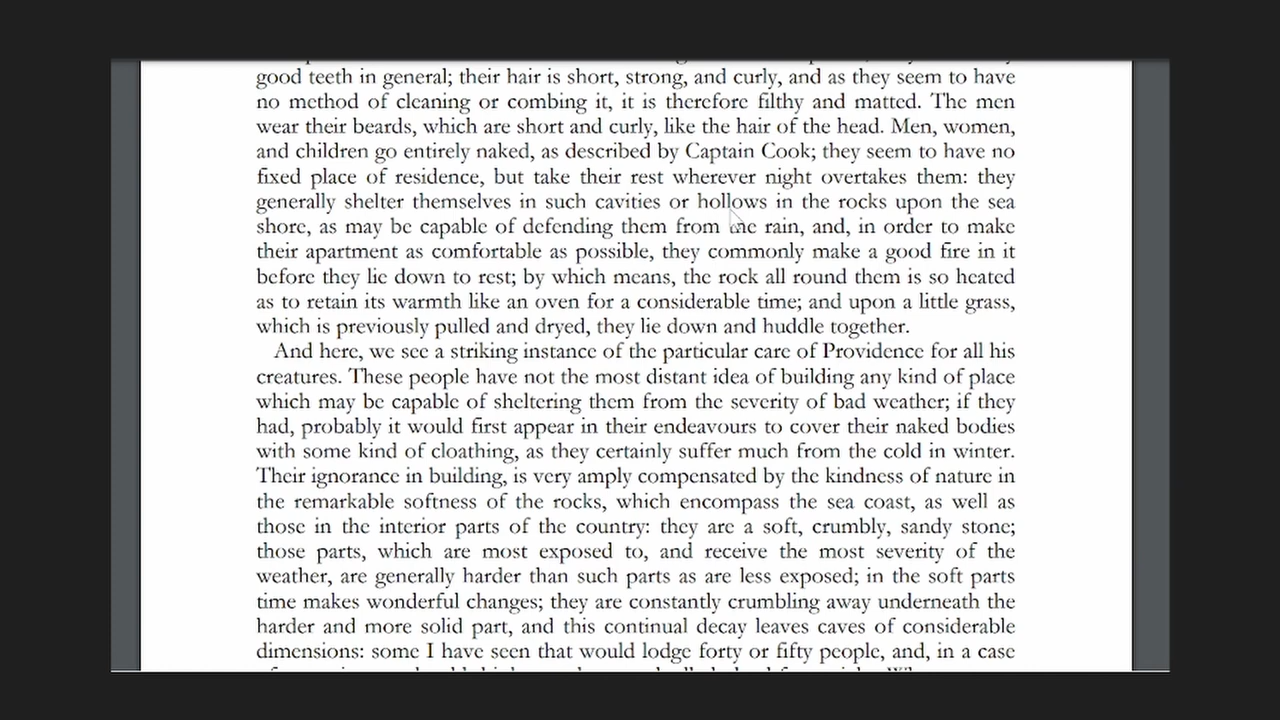 good teeth in general; their hair is short, strong, and curly, and as they seem to have
no method of cleaning or combing it, it is therefore filthy and matted. The men
wear their beards, which are short and curly, like the hair of the head. Men, women,
and children go entirely naked, as described by Captain Cook; they seem to have no
fixed place of residence, but take their rest wherever night overtakes them: they
generally shelter themselves in such cavities or hollows in the rocks upon the sea
shore, as may be capable of defending them from the rain, and, in order to make
their apartment as comfortable as possible, they commonly make a good fire in it
before they lie down to rest; by which means, the rock all round them is so heated
as to retain its warmth like an oven for a considerable time; and upon a little grass,
which is previously pulled and dryed, they lie down and huddle together.
And here, we see a striking instance of the particular care of Providence for all his
creatures. These people have not the most distant idea of building any kind of place
which may be capable of sheltering them from the severity of bad weather; if they
had, probably it would first appear in their endeavours to cover their naked bodies
with some kind of cloathing, as they certainly suffer much from the cold in winter.
Their ignorance in building, is very amply compensated by the kindness of nature in
the remarkable softness of the rocks, which encompass the sea coast, as well as
those in the interior parts of the country: they are a soft, crumbly, sandy stone;
those parts, which are most exposed to, and receive the most severity of the
weather, are generally harder than such parts as are less exposed; in the soft parts
time makes wonderful changes; they are constantly crumbling away underneath the
harder and more solid part, and this continual decay leaves caves of considerable
dimensions: some I have seen that would lodge forty or fifty people, and, in a case